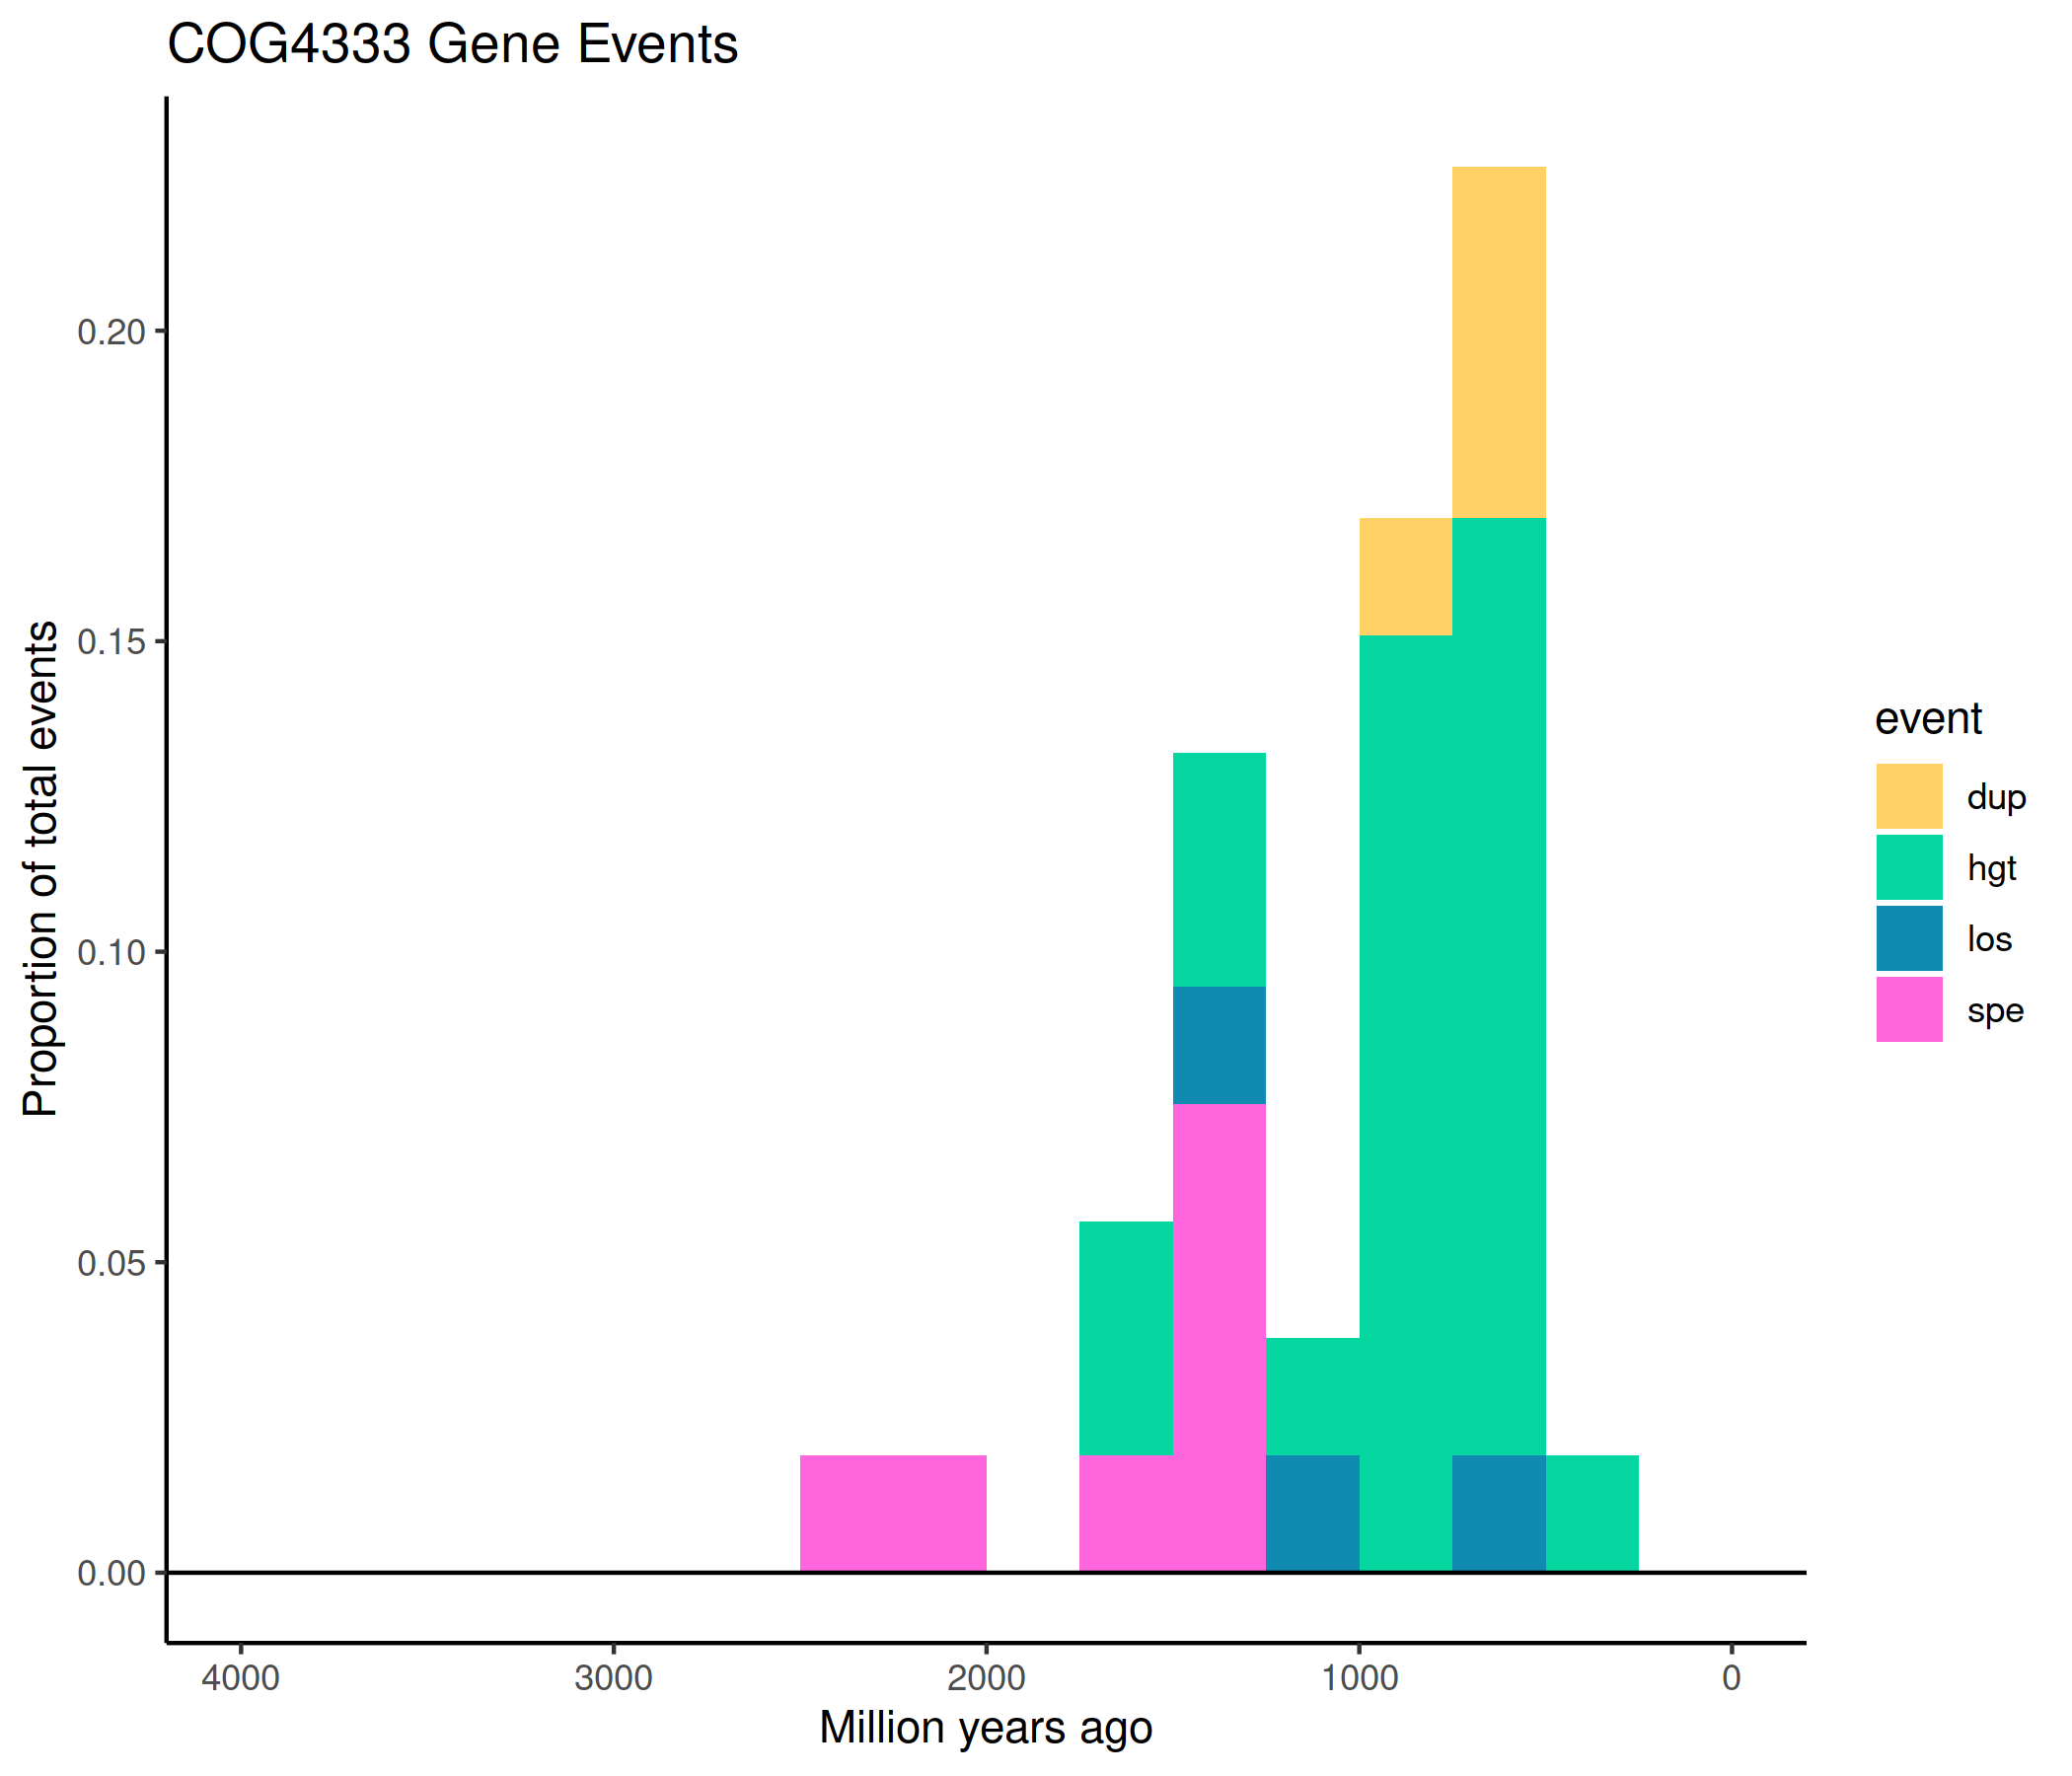 COG4333 Gene Events
Proportion of total events
0.20
0.15
0.10
0.05
0.00
4000 3000 2000 1000 0
Million years ago
event
dup
hgt
los
spe